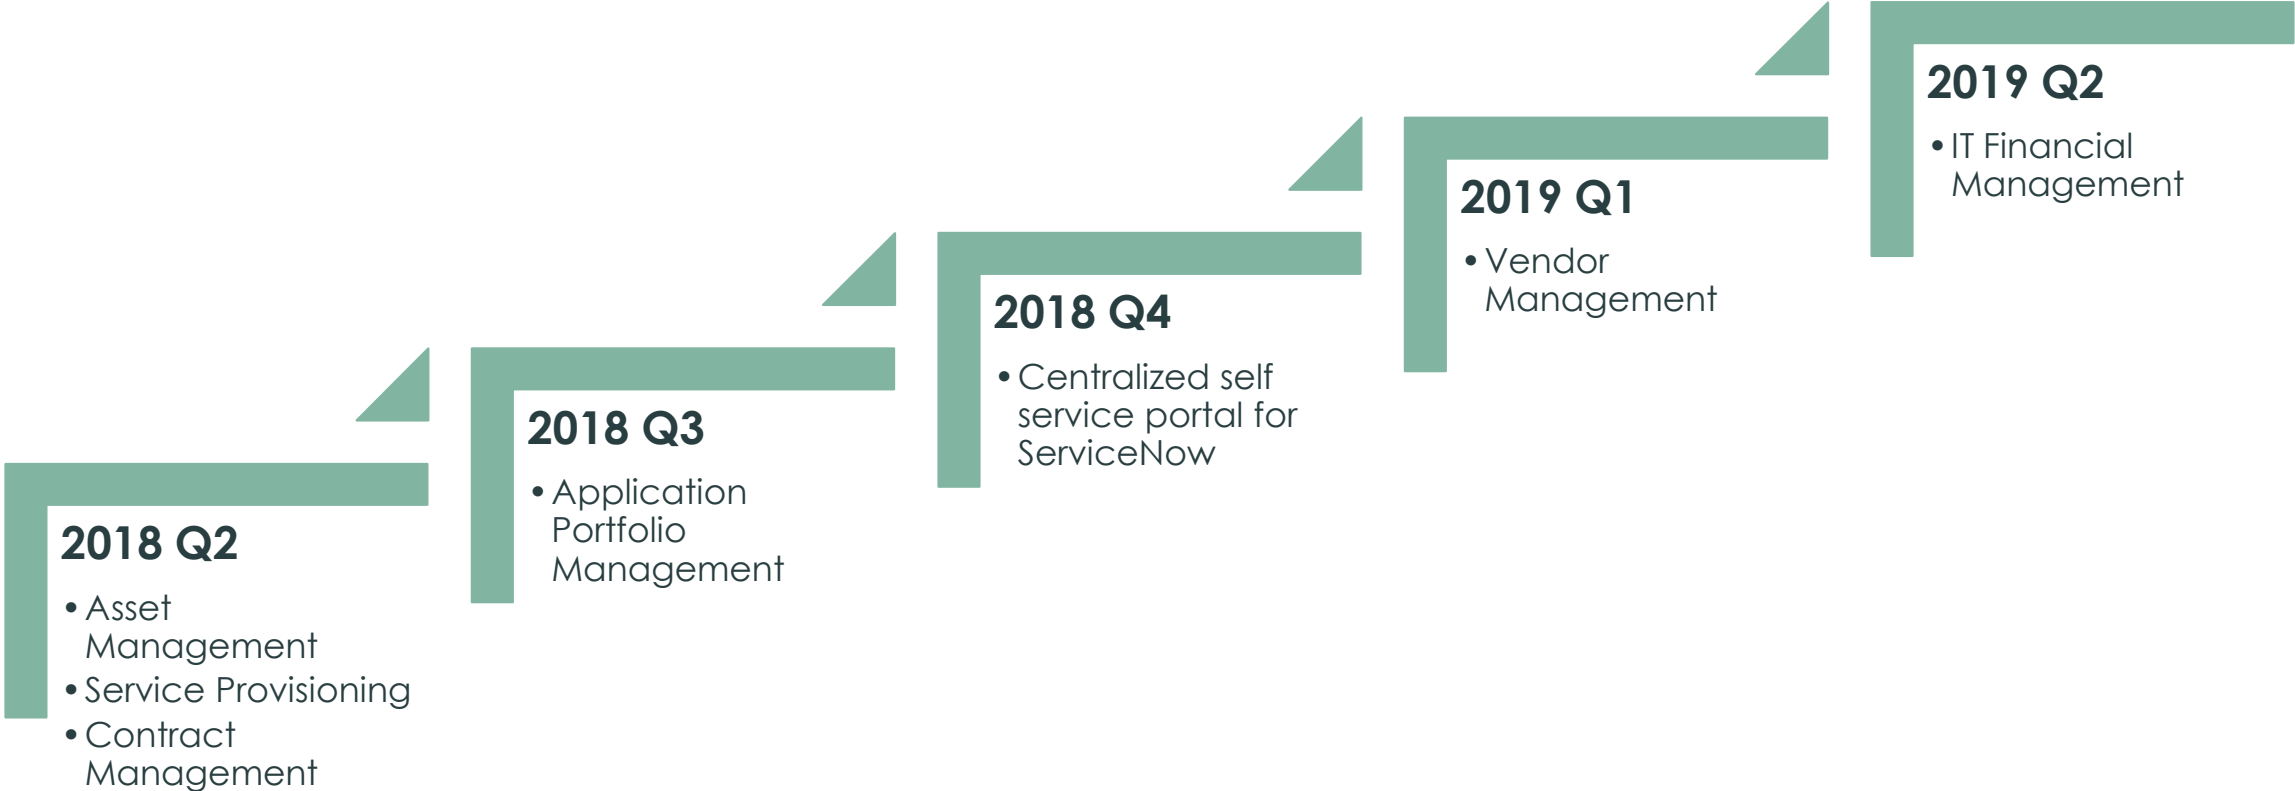 2018 Q2
•Asset
Management
•Service Provisioning
•Contract
Management
2018 Q3
•Application
Portfolio
Management
2018 Q4
•Centralized self
service portal for
ServiceNow
2019 Q1
•Vendor
Management
2019 Q2
•IT Financial
Management